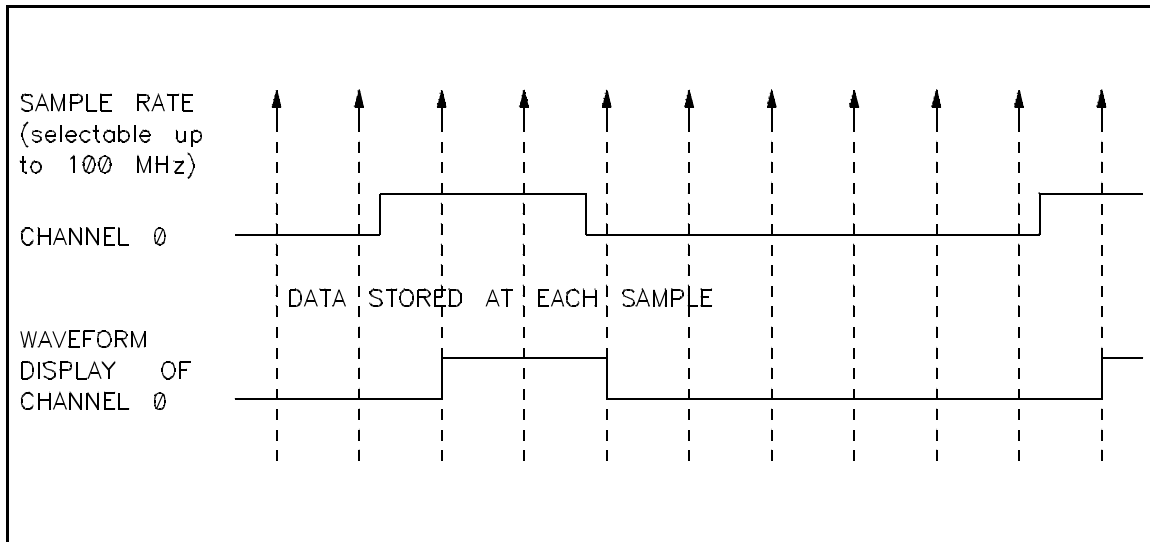 SAMPLE RATE
(selectable up
to 100 MHz)
CHANNEL 0
DATA STORED AT EACH SAMPLE
WAVEFORM
DISPLAY OF
CHANNEL 0